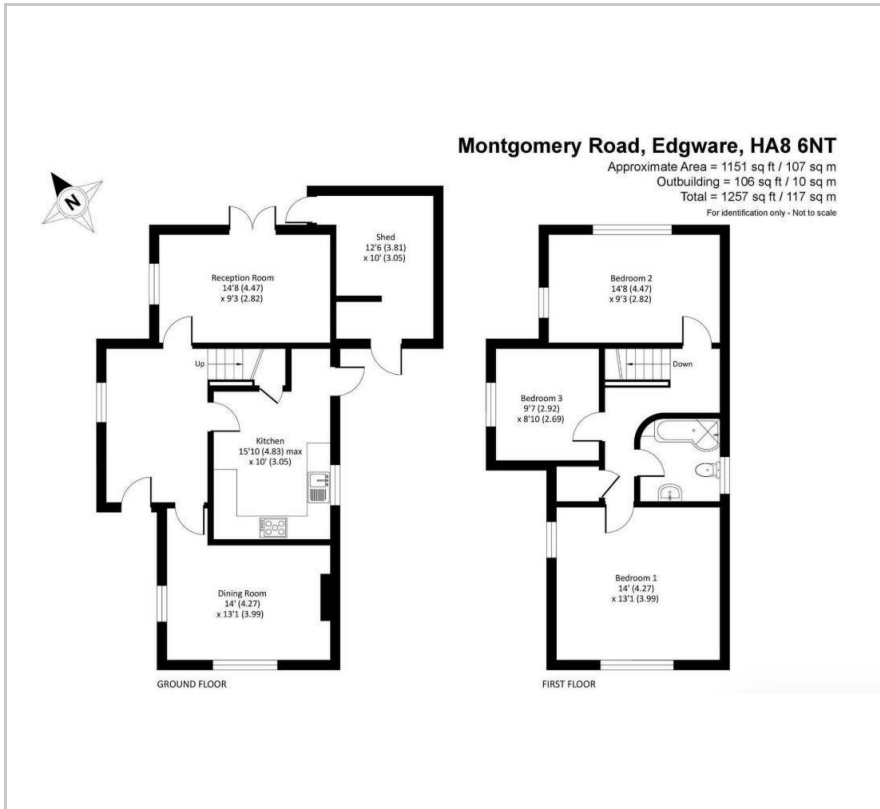 Montgomery Road, Edgware, HA8 6NT
Approximate Area = 1151 sq ft / 107 sq m
Outbuilding = 106 sq ft / 10 sq m
Total = 1257 sq ft / 117 sq m
For identification only - Not to scale
N
Shed
12'6 (3.81)
x 10' (3.05)
Reception Room
14'8 (4.47)
x 9'3 (2.82)
Up
Kitchen
15'10 (4.83) max
x 10' (3.05)
Dining Room
14' (4.27)
x 13'1 (3.99)
GROUND FLOOR
Bedroom 2
14'8 (4.47)
x 9'3 (2.82)
Down
Bedroom 3
9'7 (2.92)
x 8'10 (2.69)
Bedroom 1
14' (4.27)
x 13'1 (3.99)
FIRST FLOOR